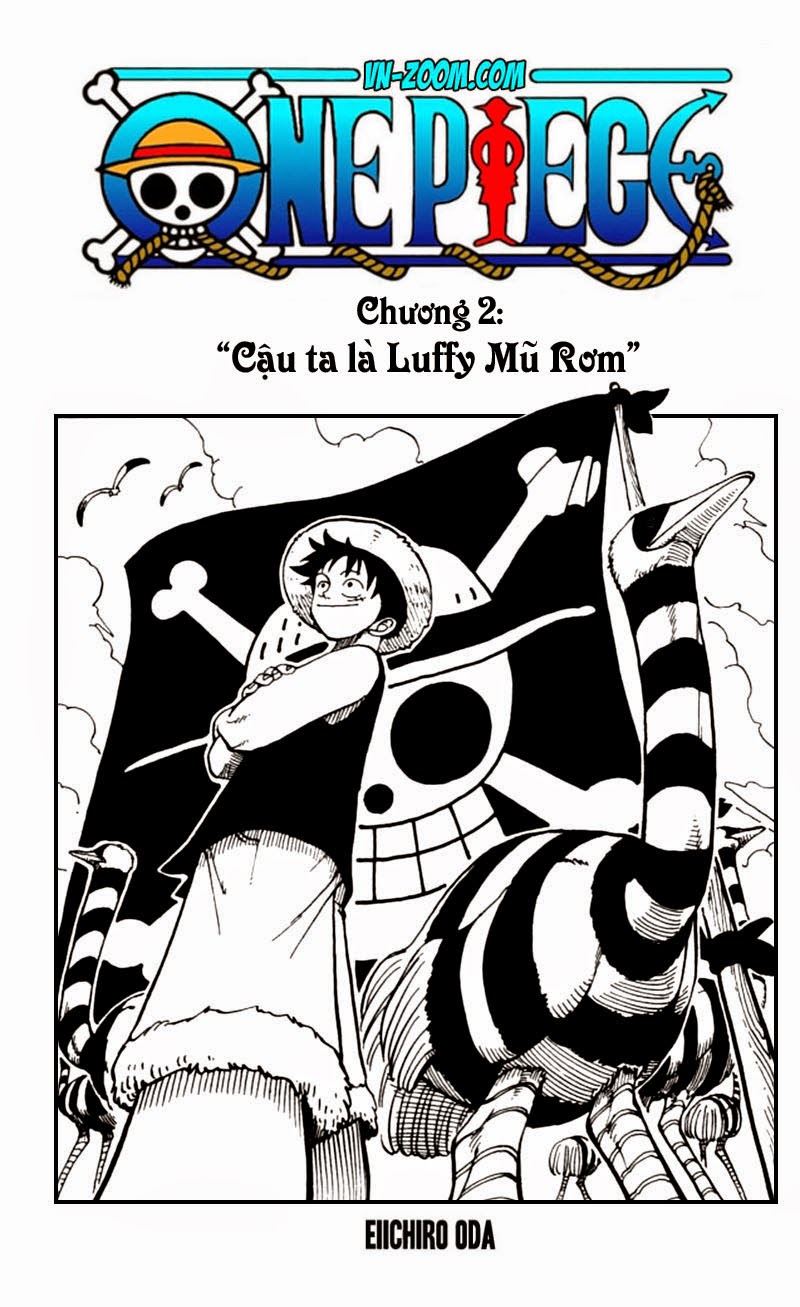 VN-ZOOM.COM
ONE PIECE
Chương 2:
“Cậu ta là Luffy Mũ Rơm”
EIICHIRO ODA